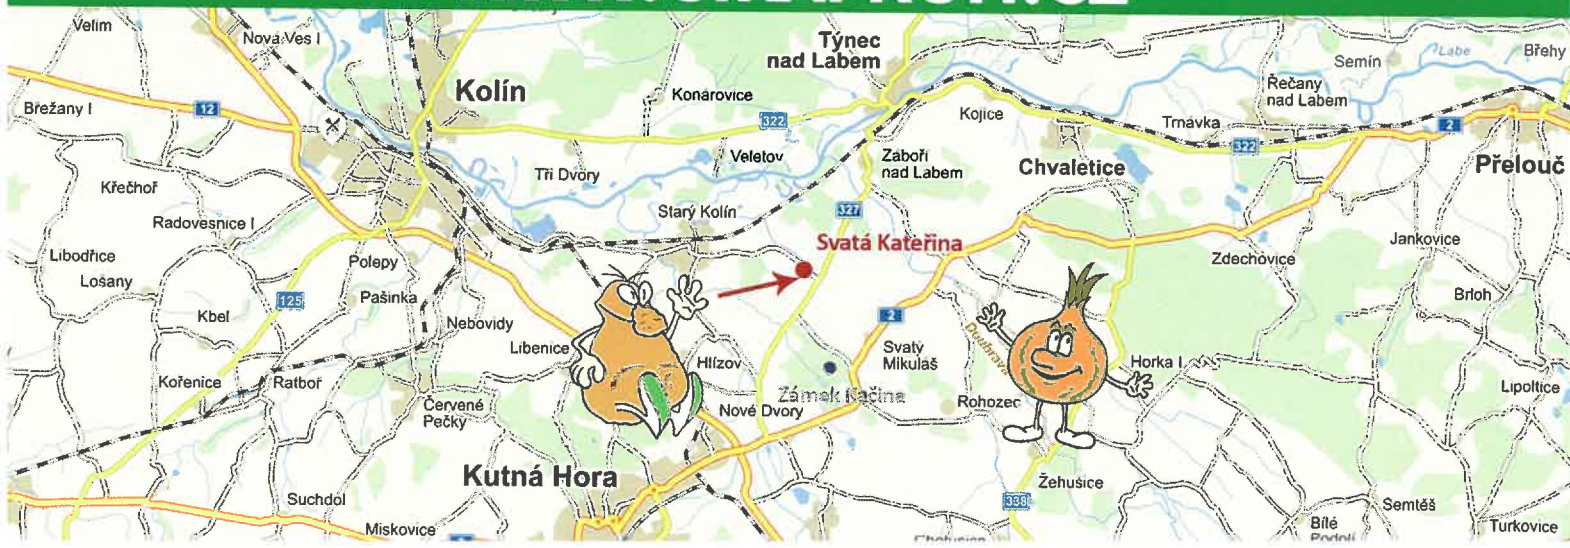 Velim
Nová Ves I
Týnec
nad Labem
Labe
Břehy
Semín
Kolín
Konárovice
Řečany
nad Labem
Břežany I
12
322
Kojice
Trnávka
2
322
Veletov
Záboří
nad Labem
Chvaletice
Přelouč
Tři Dvory
Křečhoř
Starý Kolín
327
Radovesnice I
Svatá Kateřina
Jankovice
Libodřice
Polepy
Zdechovice
Lošany
125
Pašinka
Brloh
Kbel
Nebovidy
2
Doubrava
Libenice
Svatý
Mikuláš
Hlízov
Horka I
Kořenice
Ratboř
Zámek Kačina
Lipoltice
Červené
Pečky
Nové Dvory
Rohozec
Kutná Hora
Žehušice
338
Suchdol
Semtěš
Miskovice
Bílé
Podolí
Turkovice